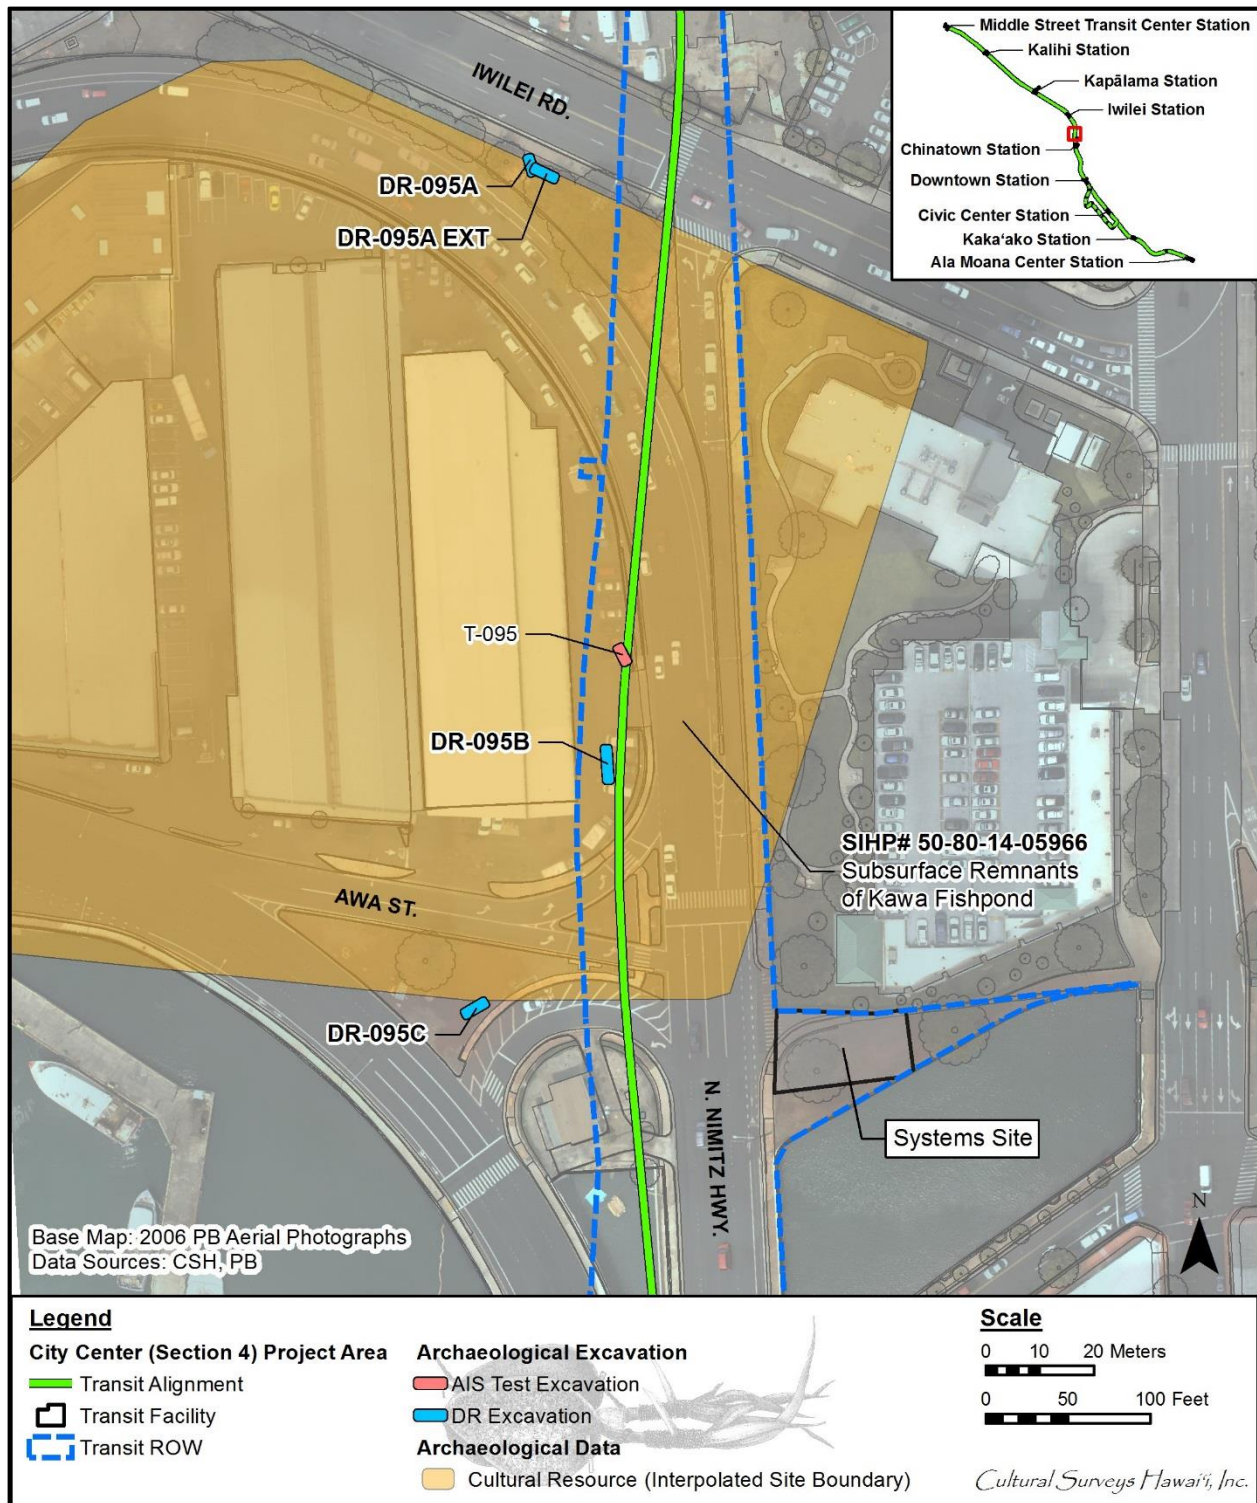 IWILEI RD.
Middle Street Transit Center Station
Kalihi Station
Kapālama Station
Iwilei Station
Chinatown Station
Downtown Station
Civic Center Station
Kakaʻako Station
Ala Moana Center Station
DR-095A
DR-095A EXT
T-095
DR-095B
SIHP# 50-80-14-05966
Subsurface Remnants
of Kawa Fishpond
AWA ST.
DR-095C
N. NIMITZ HWY.
Systems Site
N
Base Map: 2006 PB Aerial Photographs
Data Sources: CSH, PB
Legend
City Center (Section 4) Project Area
Transit Alignment
Transit Facility
Transit ROW
Archaeological Excavation
AIS Test Excavation
DR Excavation
Archaeological Data
Cultural Resource (Interpolated Site Boundary)
Scale
0 10 20 Meters
0 50 100 Feet
Cultural Surveys Hawaiʻi, Inc.